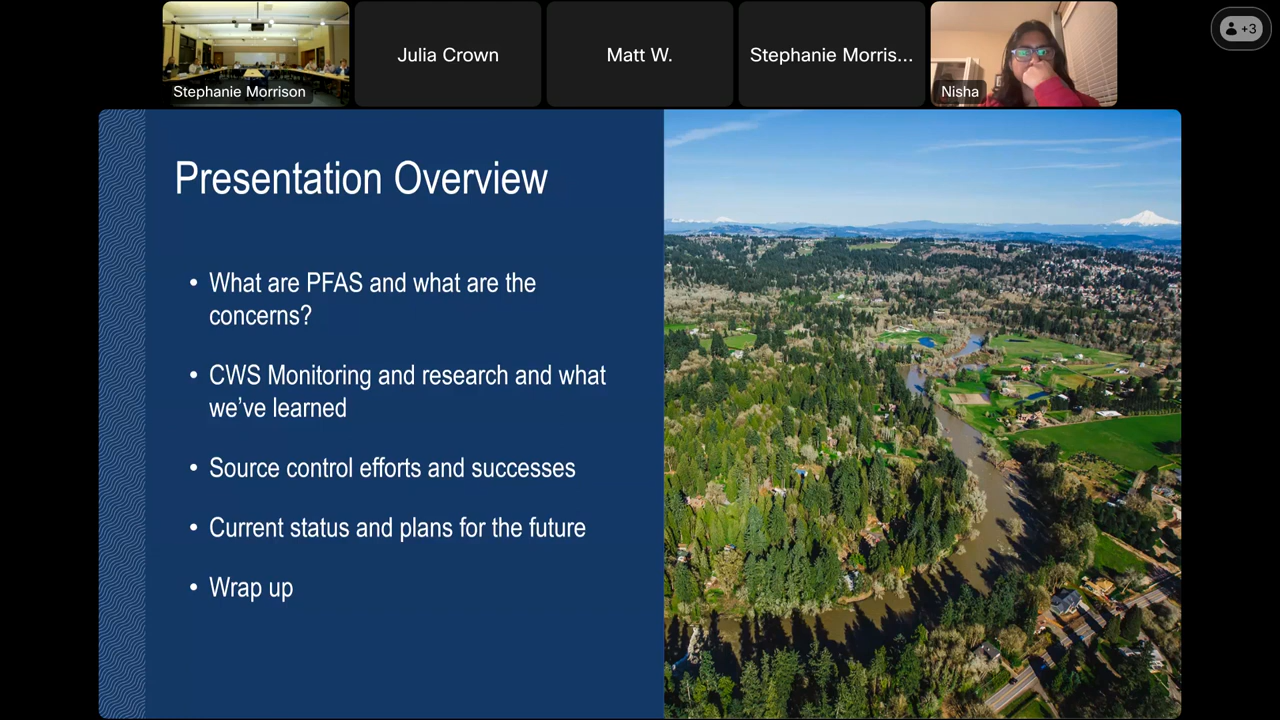 Stephanie Morrison
Julia Crown
Matt W.
Stephanie Morris...
Nisha
+3
Presentation Overview
• What are PFAS and what are the
concerns?
• CWS Monitoring and research and what
we’ve learned
• Source control efforts and successes
• Current status and plans for the future
• Wrap up